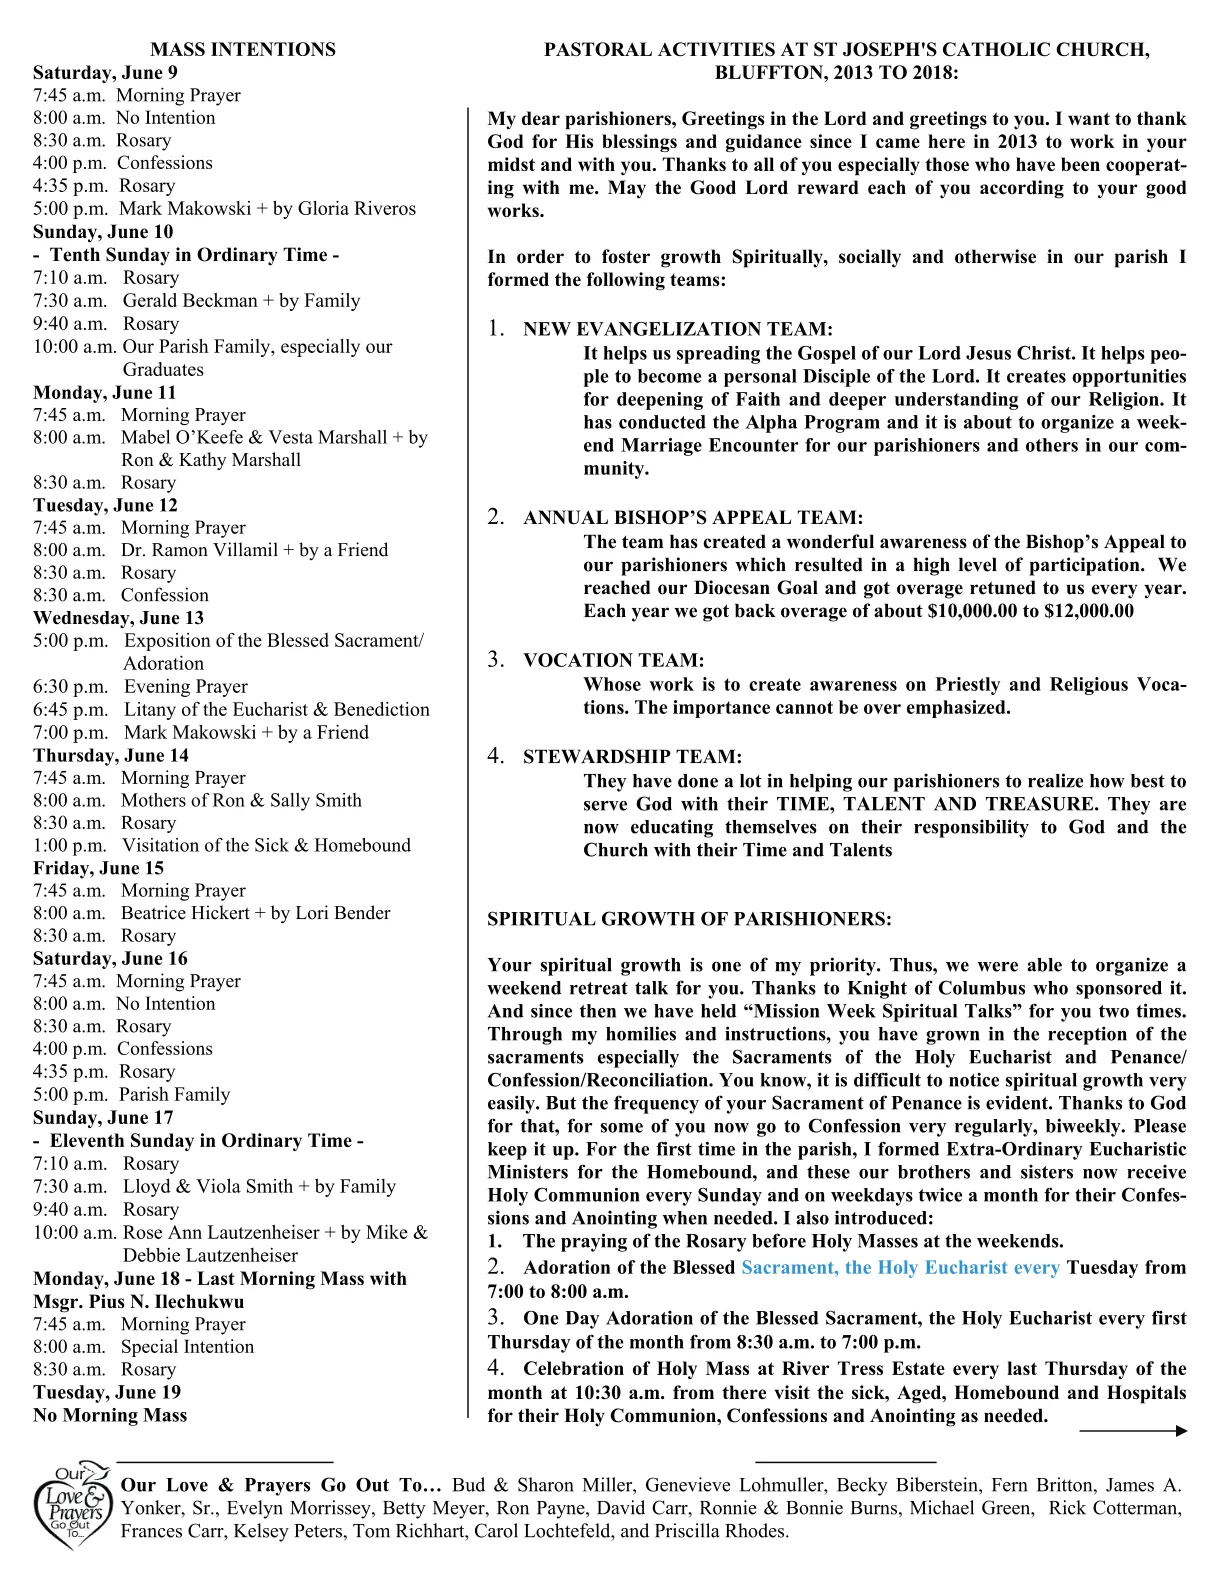 MASS INTENTIONS
Saturday, June 9
7:45 a.m. Morning Prayer
8:00 a.m. No Intention
8:30 a.m. Rosary
4:00 p.m. Confessions
4:35 p.m. Rosary
5:00 p.m. Mark Makowski + by Gloria Riveros
Sunday, June 10
- Tenth Sunday in Ordinary Time -
7:10 a.m. Rosary
7:30 a.m. Gerald Beckman + by Family
9:40 a.m. Rosary
10:00 a.m. Our Parish Family, especially our
Graduates
Monday, June 11
7:45 a.m. Morning Prayer
8:00 a.m. Mabel O’Keefe & Vesta Marshall + by
Ron & Kathy Marshall
8:30 a.m. Rosary
Tuesday, June 12
7:45 a.m. Morning Prayer
8:00 a.m. Dr. Ramon Villamil + by a Friend
8:30 a.m. Rosary
8:30 a.m. Confession
Wednesday, June 13
5:00 p.m. Exposition of the Blessed Sacrament/
Adoration
6:30 p.m. Evening Prayer
6:45 p.m. Litany of the Eucharist & Benediction
7:00 p.m. Mark Makowski + by a Friend
Thursday, June 14
7:45 a.m. Morning Prayer
8:00 a.m. Mothers of Ron & Sally Smith
8:30 a.m. Rosary
1:00 p.m. Visitation of the Sick & Homebound
Friday, June 15
7:45 a.m. Morning Prayer
8:00 a.m. Beatrice Hickert + by Lori Bender
8:30 a.m. Rosary
Saturday, June 16
7:45 a.m. Morning Prayer
8:00 a.m. No Intention
8:30 a.m. Rosary
4:00 p.m. Confessions
4:35 p.m. Rosary
5:00 p.m. Parish Family
Sunday, June 17
- Eleventh Sunday in Ordinary Time -
7:10 a.m. Rosary
7:30 a.m. Lloyd & Viola Smith + by Family
9:40 a.m. Rosary
10:00 a.m. Rose Ann Lautzenheiser + by Mike &
Debbie Lautzenheiser
Monday, June 18 - Last Morning Mass with
Msgr. Pius N. Ilechukwu
7:45 a.m. Morning Prayer
8:00 a.m. Special Intention
8:30 a.m. Rosary
Tuesday, June 19
No Morning Mass
PASTORAL ACTIVITIES AT ST JOSEPH'S CATHOLIC CHURCH,
BLUFFTON, 2013 TO 2018:
My dear parishioners, Greetings in the Lord and greetings to you. I want to thank
God for His blessings and guidance since I came here in 2013 to work in your
midst and with you. Thanks to all of you especially those who have been cooperat-
ing with me. May the Good Lord reward each of you according to your good
works.
In order to foster growth Spiritually, socially and otherwise in our parish I
formed the following teams:
1. NEW EVANGELIZATION TEAM:
It helps us spreading the Gospel of our Lord Jesus Christ. It helps peo-
ple to become a personal Disciple of the Lord. It creates opportunities
for deepening of Faith and deeper understanding of our Religion. It
has conducted the Alpha Program and it is about to organize a week-
end Marriage Encounter for our parishioners and others in our com-
munity.
2. ANNUAL BISHOP’S APPEAL TEAM:
The team has created a wonderful awareness of the Bishop’s Appeal to
our parishioners which resulted in a high level of participation. We
reached our Diocesan Goal and got overage retuned to us every year.
Each year we got back overage of about $10,000.00 to $12,000.00
3. VOCATION TEAM:
Whose work is to create awareness on Priestly and Religious Voca-
tions. The importance cannot be over emphasized.
4. STEWARDSHIP TEAM:
They have done a lot in helping our parishioners to realize how best to
serve God with their TIME, TALENT AND TREASURE. They are
now educating themselves on their responsibility to God and the
Church with their Time and Talents
SPIRITUAL GROWTH OF PARISHIONERS:
Your spiritual growth is one of my priority. Thus, we were able to organize a
weekend retreat talk for you. Thanks to Knight of Columbus who sponsored it.
And since then we have held “Mission Week Spiritual Talks” for you two times.
Through my homilies and instructions, you have grown in the reception of the
sacraments especially the Sacraments of the Holy Eucharist and Penance/
Confession/Reconciliation. You know, it is difficult to notice spiritual growth very
easily. But the frequency of your Sacrament of Penance is evident. Thanks to God
for that, for some of you now go to Confession very regularly, biweekly. Please
keep it up. For the first time in the parish, I formed Extra-Ordinary Eucharistic
Ministers for the Homebound, and these our brothers and sisters now receive
Holy Communion every Sunday and on weekdays twice a month for their Confes-
sions and Anointing when needed. I also introduced:
1. The praying of the Rosary before Holy Masses at the weekends.
2. Adoration of the Blessed Sacrament, the Holy Eucharist every Tuesday from
7:00 to 8:00 a.m.
3. One Day Adoration of the Blessed Sacrament, the Holy Eucharist every first
Thursday of the month from 8:30 a.m. to 7:00 p.m.
4. Celebration of Holy Mass at River Tress Estate every last Thursday of the
month at 10:30 a.m. from there visit the sick, Aged, Homebound and Hospitals
for their Holy Communion, Confessions and Anointing as needed.
Our
Love &
Prayers
Go Out
To...
Our Love & Prayers Go Out To… Bud & Sharon Miller, Genevieve Lohmuller, Becky Biberstein, Fern Britton, James A.
Yonker, Sr., Evelyn Morrissey, Betty Meyer, Ron Payne, David Carr, Ronnie & Bonnie Burns, Michael Green, Rick Cotterman,
Frances Carr, Kelsey Peters, Tom Richhart, Carol Lochtefeld, and Priscilla Rhodes.